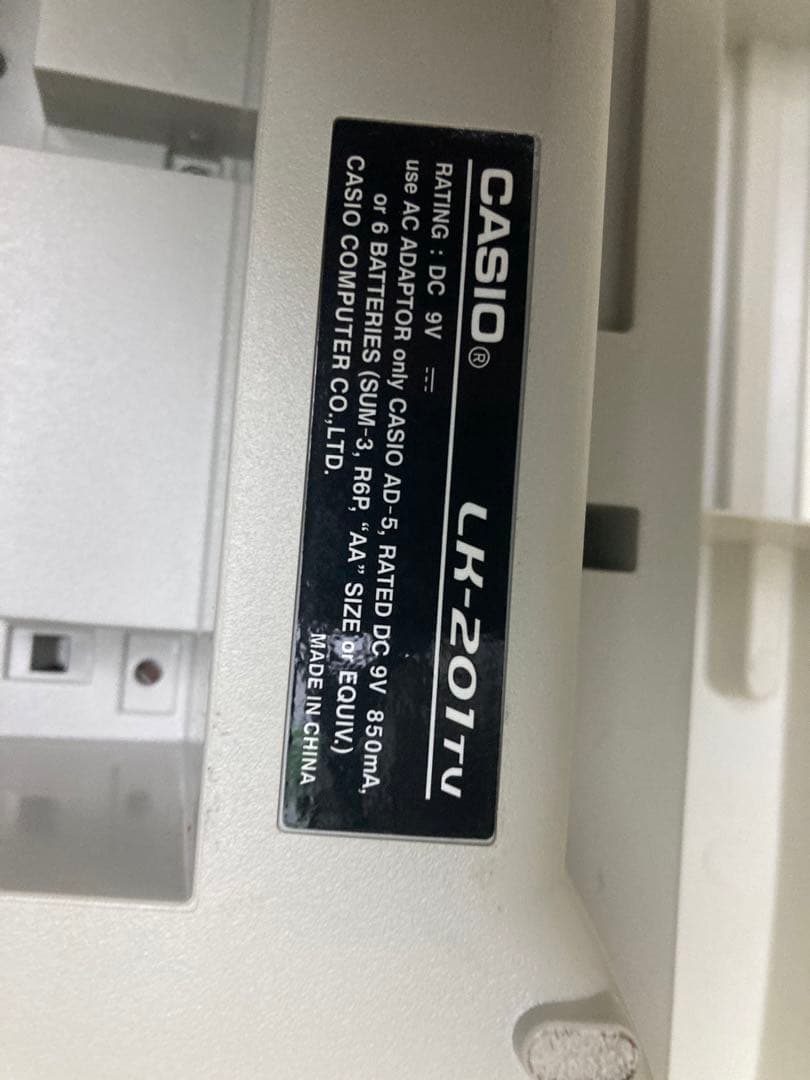 CASIO® LK-201TV
RATING : DC 9V ⎓
use AC ADAPTOR only CASIO AD-5, RATED DC 9V 850mA,
or 6 BATTERIES (SUM-3, R6P, “AA” SIZE or EQUIV.)
CASIO COMPUTER CO.,LTD. MADE IN CHINA